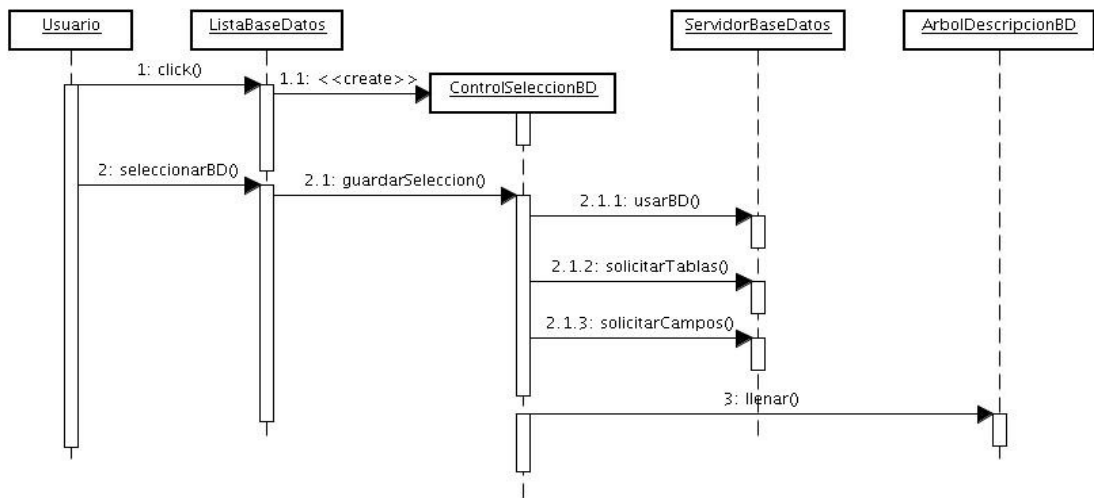 Usuario
ListaBaseDatos
ServidorBaseDatos
ArbolDescripcionBD
1: click()
1.1: <<create>>
ControlSeleccionBD
2: seleccionarBD()
2.1: guardarSeleccion()
2.1.1: usarBD()
2.1.2: solicitarTablas()
2.1.3: solicitarCampos()
3: llenar()